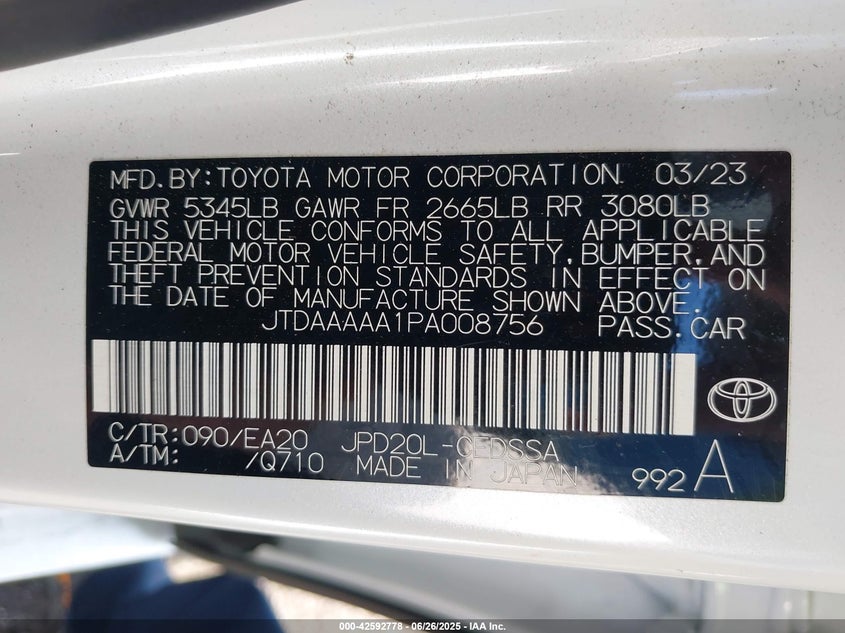 MFD.BY:TOYOTA MOTOR CORPORATION 03/23
GVWR 5345LB GAWR FR 2665LB RR 3080LB
THIS VEHICLE CONFORMS TO ALL APPLICABLE
FEDERAL MOTOR VEHICLE SAFETY,BUMPER,AND
THEFT PREVENTION STANDARDS IN EFFECT ON
THE DATE OF MANUFACTURE SHOWN ABOVE.
JTDAAAAA1PA008756 PASS.CAR
C/TR:090/EA20 JPD20L-CEDSSA
A/TM: /Q710 MADE IN JAPAN 992 A
000-42592778 - 06/26/2025 - IAA Inc.